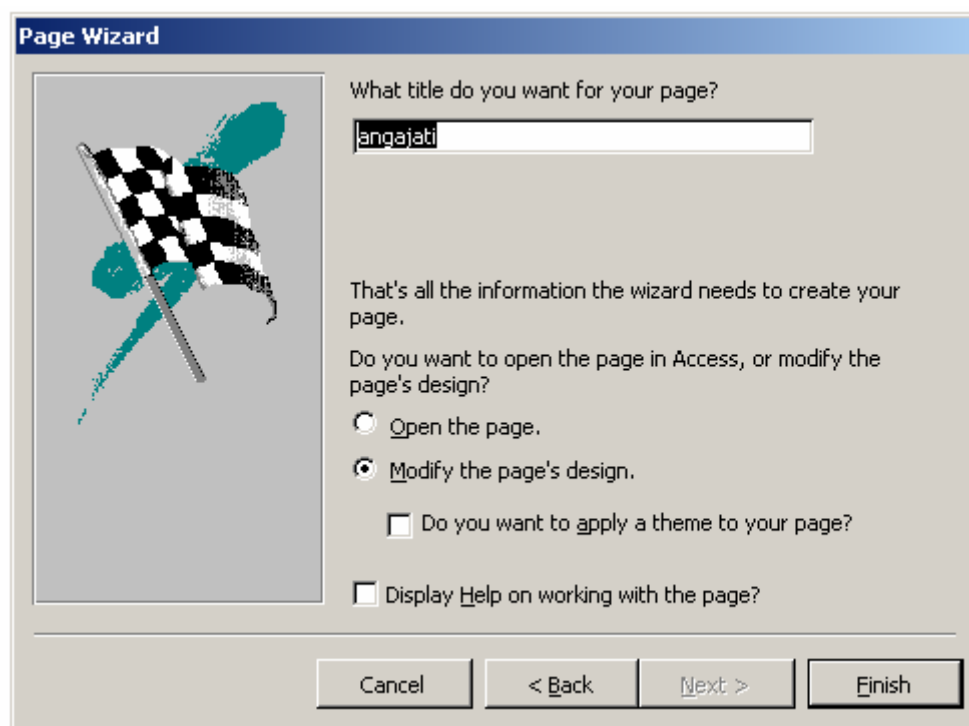 Page Wizard
What title do you want for your page?
angajati
That's all the information the wizard needs to create your
page.
Do you want to open the page in Access, or modify the
page's design?
Open the page.
Modify the page's design.
Do you want to apply a theme to your page?
Display Help on working with the page?
Cancel
< Back
Next >
Finish